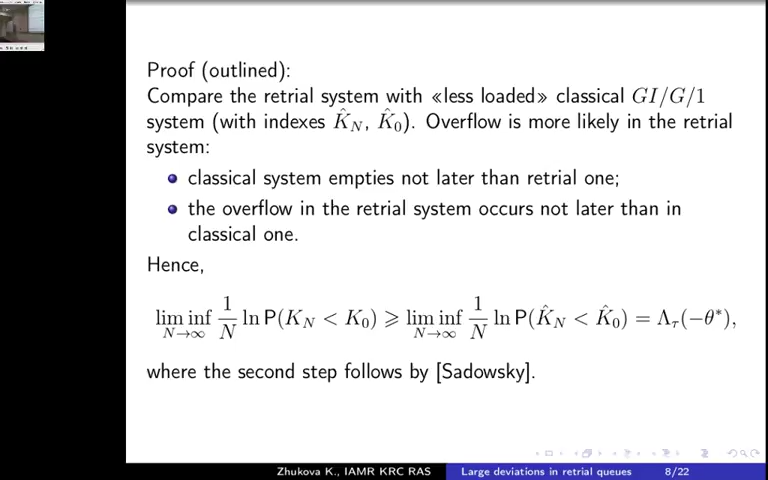 Proof (outlined):
Compare the retrial system with «less loaded» classical GI/G/1
system (with indexes K̂_N, K̂_0). Overflow is more likely in the retrial
system:
classical system empties not later than retrial one;
the overflow in the retrial system occurs not later than in
classical one.
Hence,
lim inf_{N→∞} 1/N ln P(K_N < K_0) ⩾ lim inf_{N→∞} 1/N ln P(K̂_N < K̂_0) = Λ_τ(−θ*),
where the second step follows by [Sadowsky].
Zhukova K., IAMR KRC RAS Large deviations in retrial queues 8/22